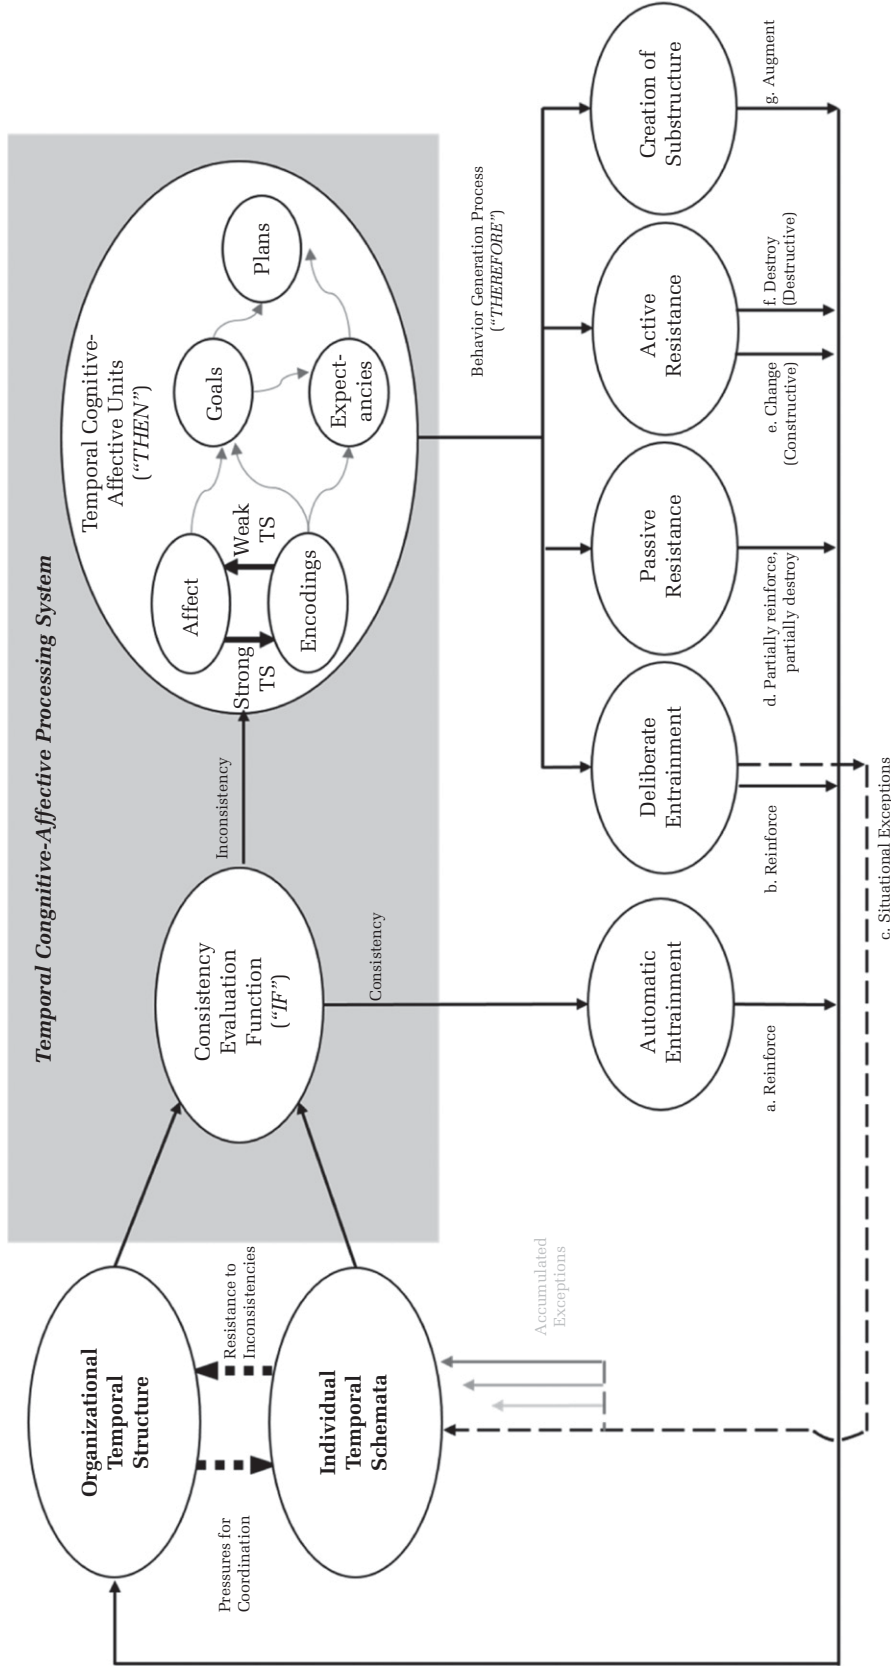 Temporal Congnitive-Affective Processing System
Organizational
Temporal
Structure
Pressures for
Coordination
Resistance to
Inconsistencies
Individual
Temporal
Schemata
Consistency
Evaluation
Function
(“IF”)
Inconsistency
Consistency
Temporal Cognitive-
Affective Units
(“THEN”)
Affect
Strong
TS
Weak
TS
Encodings
Goals
Expect-
ancies
Plans
Behavior Generation Process
(“THEREFORE”)
Accumulated
Exceptions
Automatic
Entrainment
Deliberate
Entrainment
Passive
Resistance
Active
Resistance
Creation of
Substructure
a. Reinforce
b. Reinforce
c. Situational Exceptions
d. Partially reinforce,
partially destroy
e. Change
(Constructive)
f. Destroy
(Destructive)
g. Augment